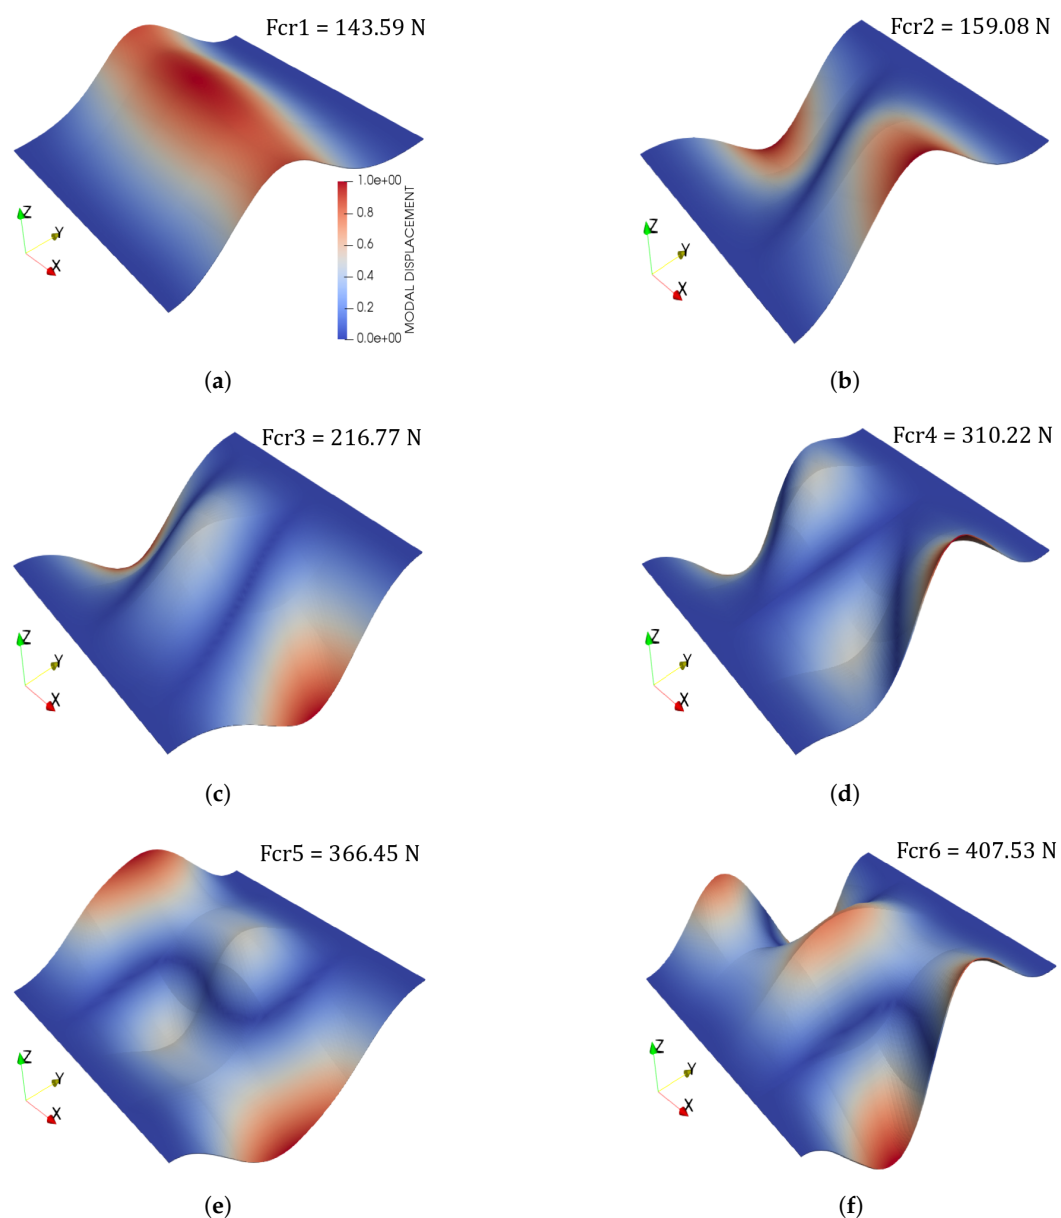 Fcr1 = 143.59 N
Fcr2 = 159.08 N
1.0e+00
0.8
0.6
0.4
0.2
0.0e+00
MODAL DISPLACEMENT
Z
Y
X
Z
Y
X
(a)
(b)
Fcr3 = 216.77 N
Fcr4 = 310.22 N
Z
Y
X
Z
Y
X
(c)
(d)
Fcr5 = 366.45 N
Fcr6 = 407.53 N
Z
Y
X
Z
Y
X
(e)
(f)